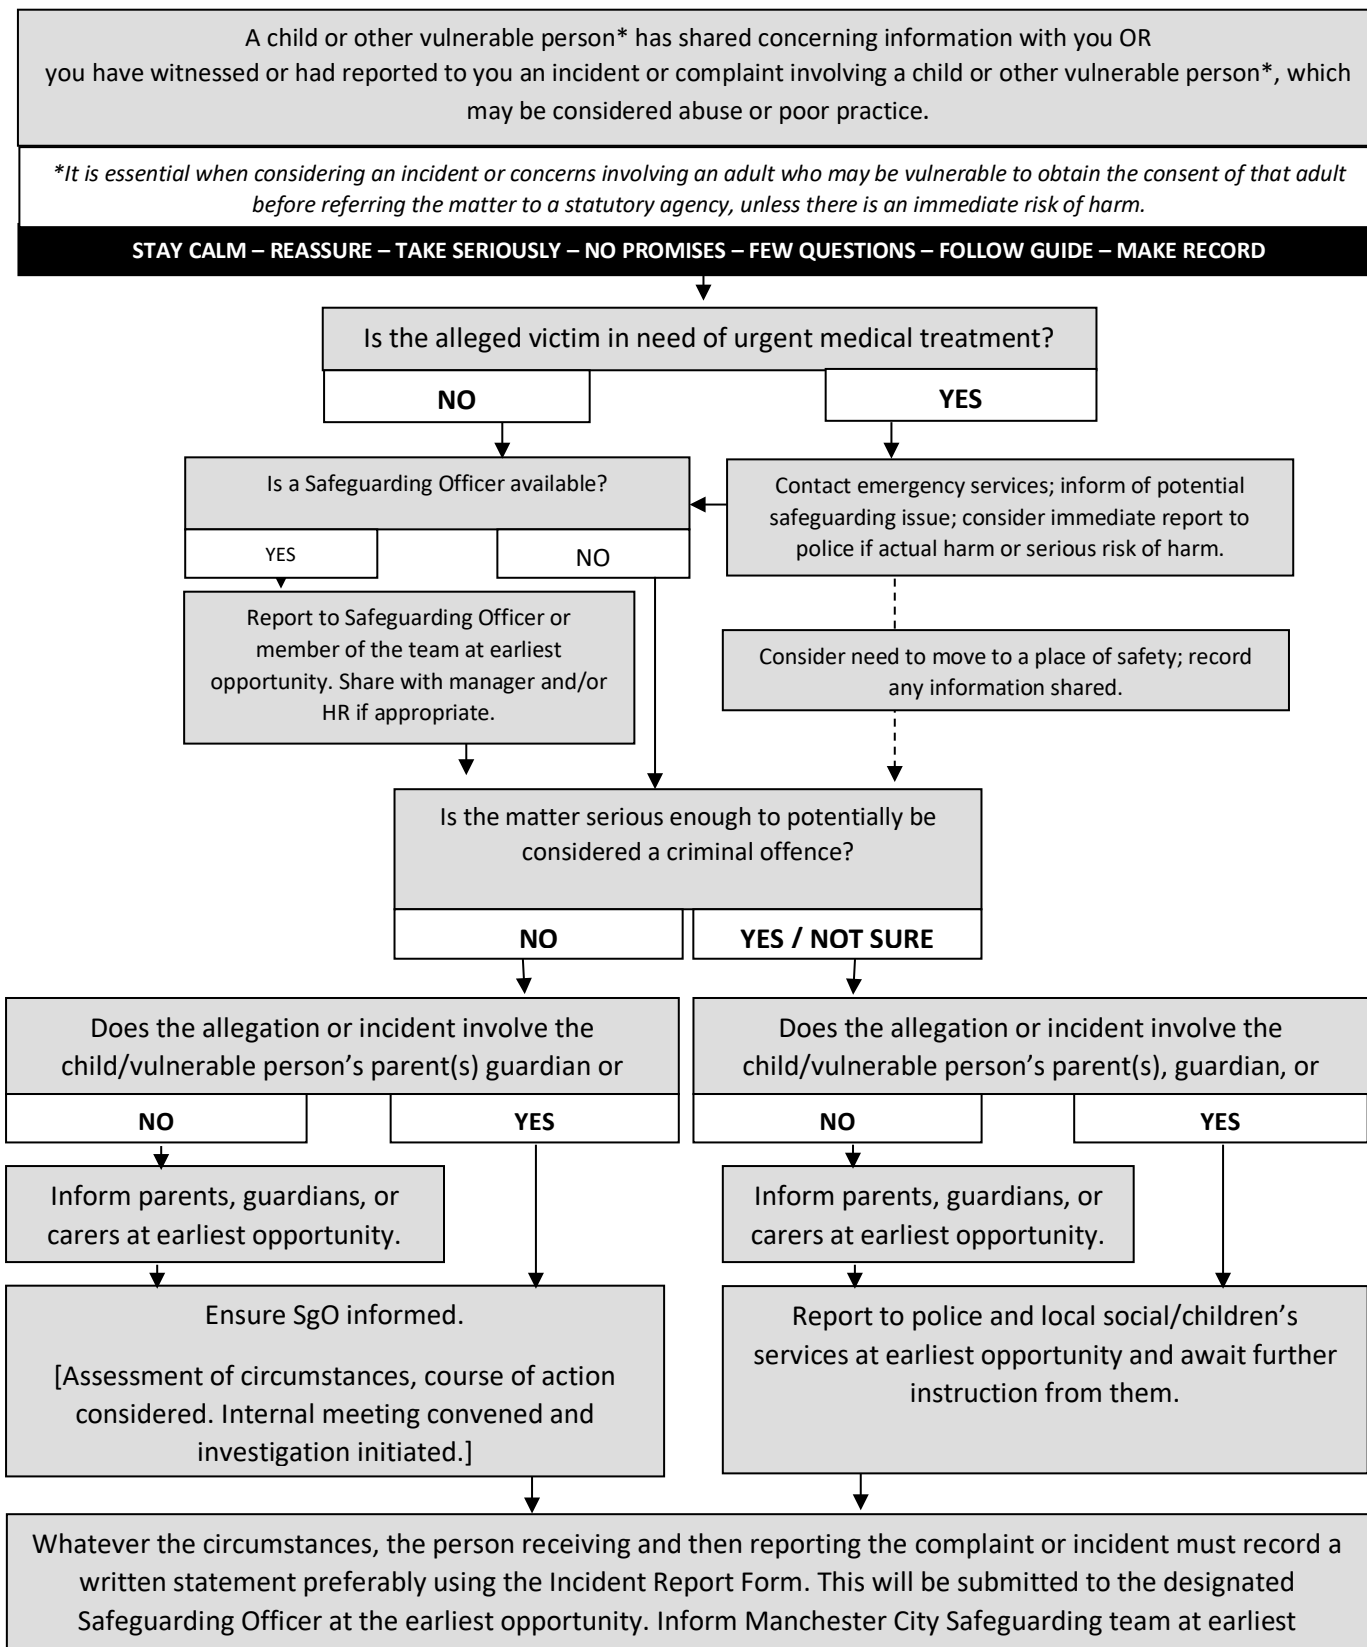 A child or other vulnerable person* has shared concerning information with you OR
you have witnessed or had reported to you an incident or complaint involving a child or other vulnerable person*, which
may be considered abuse or poor practice.
*It is essential when considering an incident or concerns involving an adult who may be vulnerable to obtain the consent of that adult
before referring the matter to a statutory agency, unless there is an immediate risk of harm.
STAY CALM – REASSURE – TAKE SERIOUSLY – NO PROMISES – FEW QUESTIONS – FOLLOW GUIDE – MAKE RECORD
Is the alleged victim in need of urgent medical treatment?
NO
YES
Is a Safeguarding Officer available?
YES
NO
Contact emergency services; inform of potential
safeguarding issue; consider immediate report to
police if actual harm or serious risk of harm.
Report to Safeguarding Officer or
member of the team at earliest
opportunity. Share with manager and/or
HR if appropriate.
Consider need to move to a place of safety; record
any information shared.
Is the matter serious enough to potentially be
considered a criminal offence?
NO
YES / NOT SURE
Does the allegation or incident involve the
child/vulnerable person’s parent(s) guardian or
NO
YES
Does the allegation or incident involve the
child/vulnerable person’s parent(s), guardian, or
NO
YES
Inform parents, guardians, or
carers at earliest opportunity.
Inform parents, guardians, or
carers at earliest opportunity.
Ensure SgO informed.
[Assessment of circumstances, course of action
considered. Internal meeting convened and
investigation initiated.]
Report to police and local social/children’s
services at earliest opportunity and await further
instruction from them.
Whatever the circumstances, the person receiving and then reporting the complaint or incident must record a
written statement preferably using the Incident Report Form. This will be submitted to the designated
Safeguarding Officer at the earliest opportunity. Inform Manchester City Safeguarding team at earliest